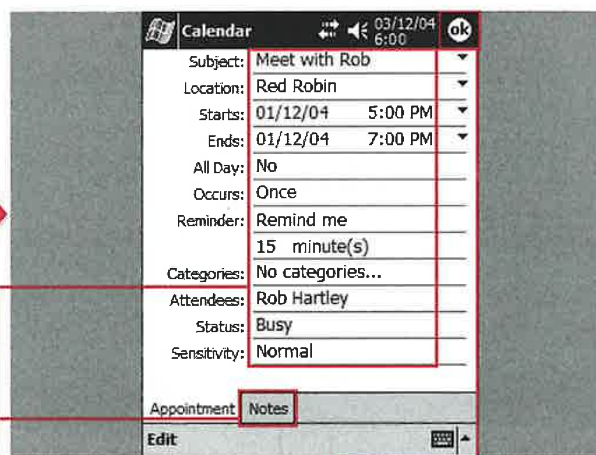 Calendar 03/12/04 6:00 ok
Subject: Meet with Rob
Location: Red Robin
Starts: 01/12/04 5:00 PM
Ends: 01/12/04 7:00 PM
All Day: No
Occurs: Once
Reminder: Remind me
15 minute(s)
Categories: No categories...
Attendees: Rob Hartley
Status: Busy
Sensitivity: Normal
Appointment Notes
Edit